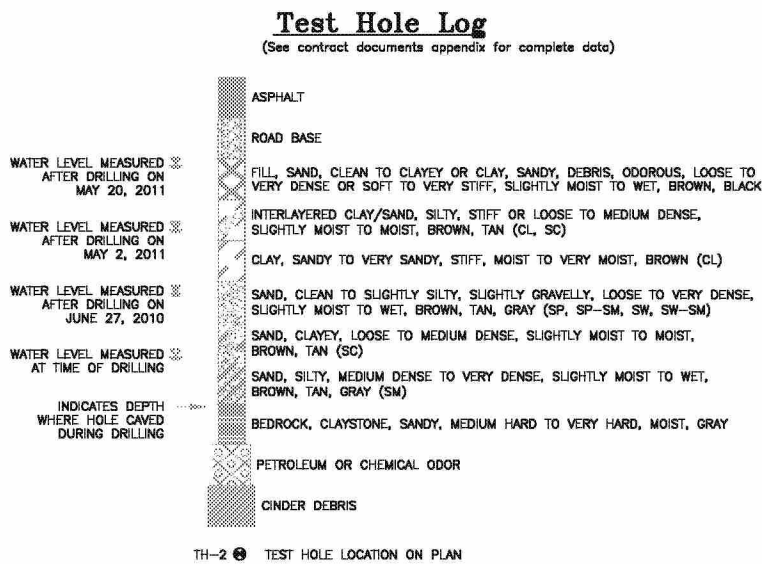 Test Hole Log
(See contract documents appendix for complete data)
ASPHALT
ROAD BASE
WATER LEVEL MEASURED
AFTER DRILLING ON
MAY 20, 2011
FILL, SAND, CLEAN TO CLAYEY OR CLAY, SANDY, DEBRIS, ODOROUS, LOOSE TO
VERY DENSE OR SOFT TO VERY STIFF, SLIGHTLY MOIST TO WET, BROWN, BLACK
WATER LEVEL MEASURED
AFTER DRILLING ON
MAY 2, 2011
INTERLAYERED CLAY/SAND, SILTY, STIFF OR LOOSE TO MEDIUM DENSE,
SLIGHTLY MOIST TO MOIST, BROWN, TAN (CL, SC)
CLAY, SANDY TO VERY SANDY, STIFF, MOIST TO VERY MOIST, BROWN (CL)
WATER LEVEL MEASURED
AFTER DRILLING ON
JUNE 27, 2010
SAND, CLEAN TO SLIGHTLY SILTY, SLIGHTLY GRAVELLY, LOOSE TO VERY DENSE,
SLIGHTLY MOIST TO WET, BROWN, TAN, GRAY (SP, SP-SM, SW, SW-SM)
WATER LEVEL MEASURED
AT TIME OF DRILLING
SAND, CLAYEY, LOOSE TO MEDIUM DENSE, SLIGHTLY MOIST TO MOIST,
BROWN, TAN (SC)
SAND, SILTY, MEDIUM DENSE TO VERY DENSE, SLIGHTLY MOIST TO WET,
BROWN, TAN, GRAY (SM)
INDICATES DEPTH
WHERE HOLE CAVED
DURING DRILLING
BEDROCK, CLAYSTONE, SANDY, MEDIUM HARD TO VERY HARD, MOIST, GRAY
PETROLEUM OR CHEMICAL ODOR
CINDER DEBRIS
TH-2 TEST HOLE LOCATION ON PLAN